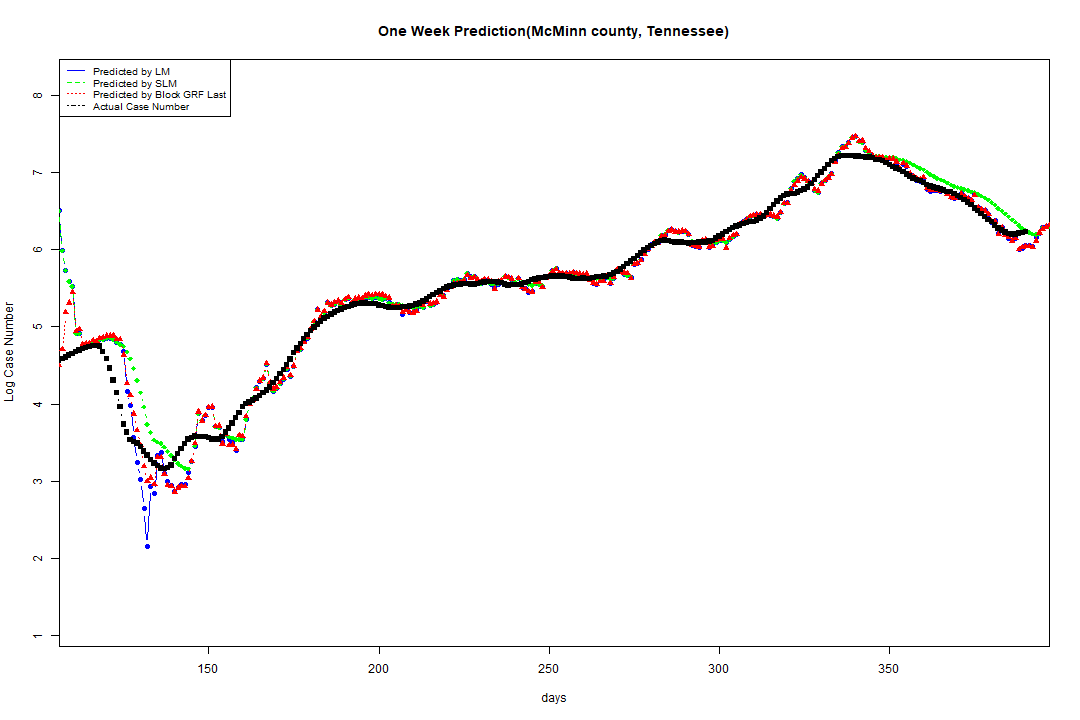 One Week Prediction(McMinn county, Tennessee)
Predicted by LM
Predicted by SLM
Predicted by Block GRF Last
Actual Case Number
8
7
6
5
4
3
2
1
Log Case Number
150 200 250 300 350
days